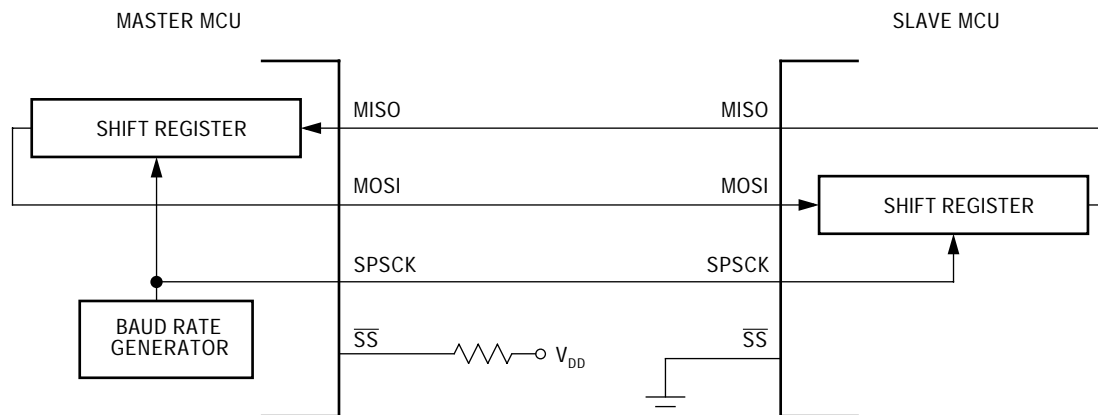 MASTER MCU
SLAVE MCU
SHIFT REGISTER
MISO
MISO
MOSI
MOSI
SHIFT REGISTER
SPSCK
SPSCK
BAUD RATE
GENERATOR
SS
VDD
SS